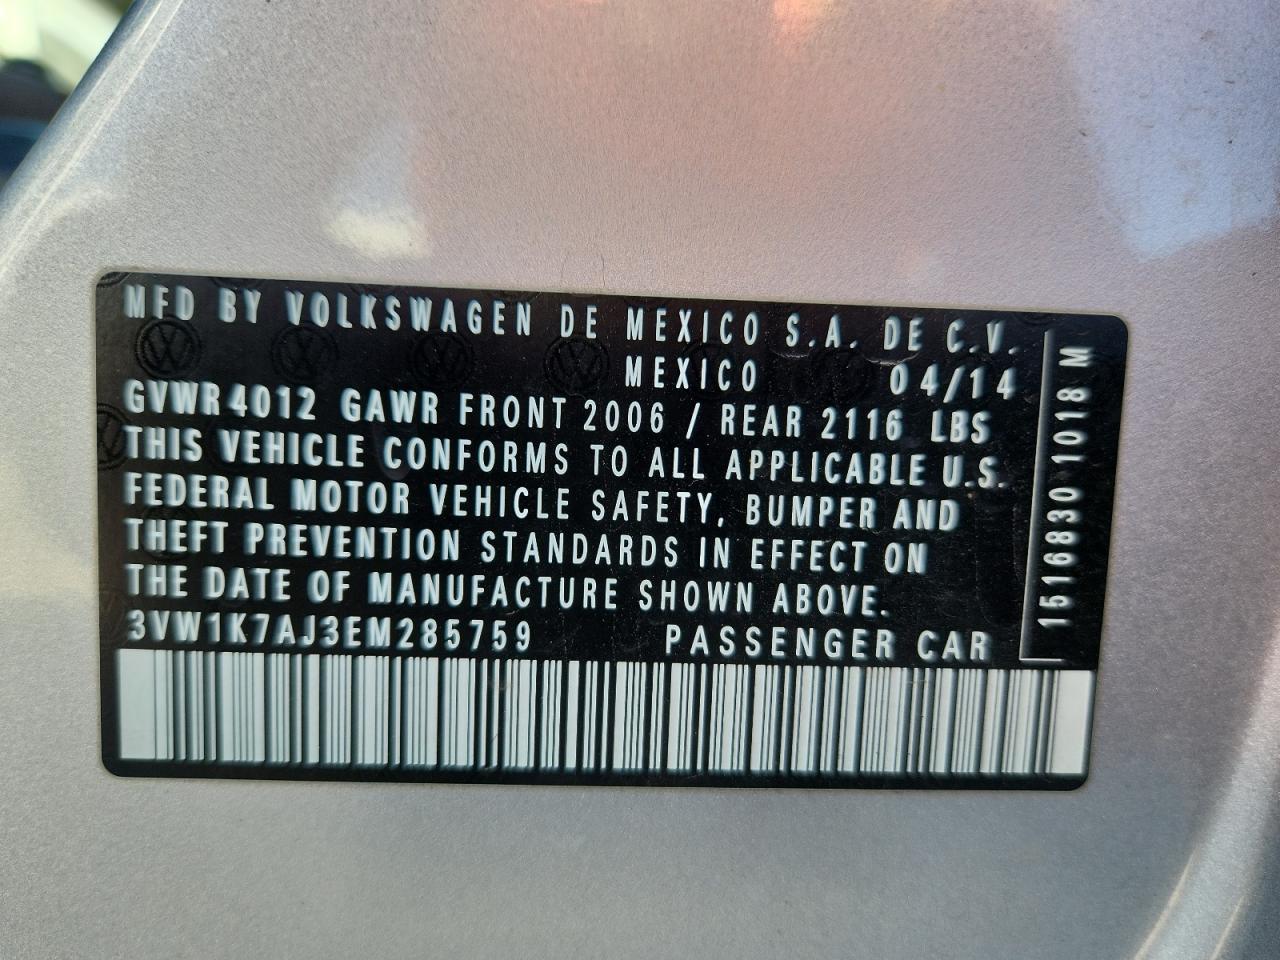 MFD BY VOLKSWAGEN DE MEXICO S.A. DE C.V.
MEXICO 04/14
GVWR 4012 GAWR FRONT 2006 / REAR 2116 LBS
THIS VEHICLE CONFORMS TO ALL APPLICABLE U.S.
FEDERAL MOTOR VEHICLE SAFETY, BUMPER AND
THEFT PREVENTION STANDARDS IN EFFECT ON
THE DATE OF MANUFACTURE SHOWN ABOVE.
3VW1K7AJ3EM285759 PASSENGER CAR
1516830 1018 M